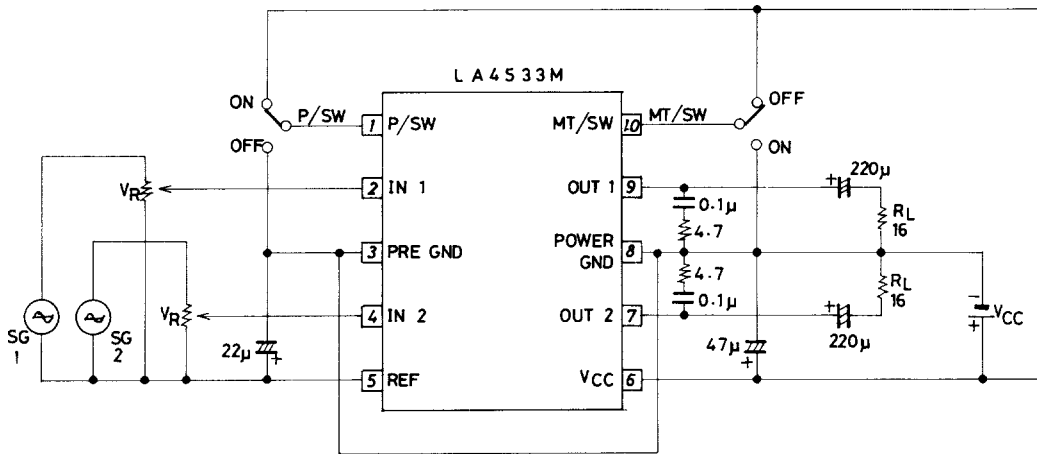 LA4533M
ON
P/SW
OFF
1
P/SW
MT/SW
10
MT/SW
OFF
ON
VR
2
IN 1
OUT 1
9
220μ
+
0.1μ
4.7
RL
16
3
PRE GND
POWER
GND
8
4.7
0.1μ
RL
16
VR
4
IN 2
OUT 2
7
+
220μ
SG
1
SG
2
22μ
+
47μ
+
−
+
VCC
5
REF
VCC
6